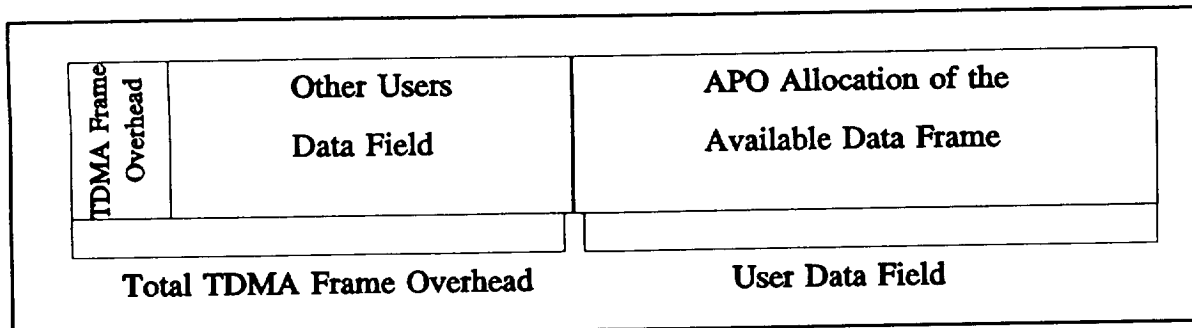 TDMA Frame
Overhead
Other Users
Data Field
APO Allocation of the
Available Data Frame
Total TDMA Frame Overhead
User Data Field